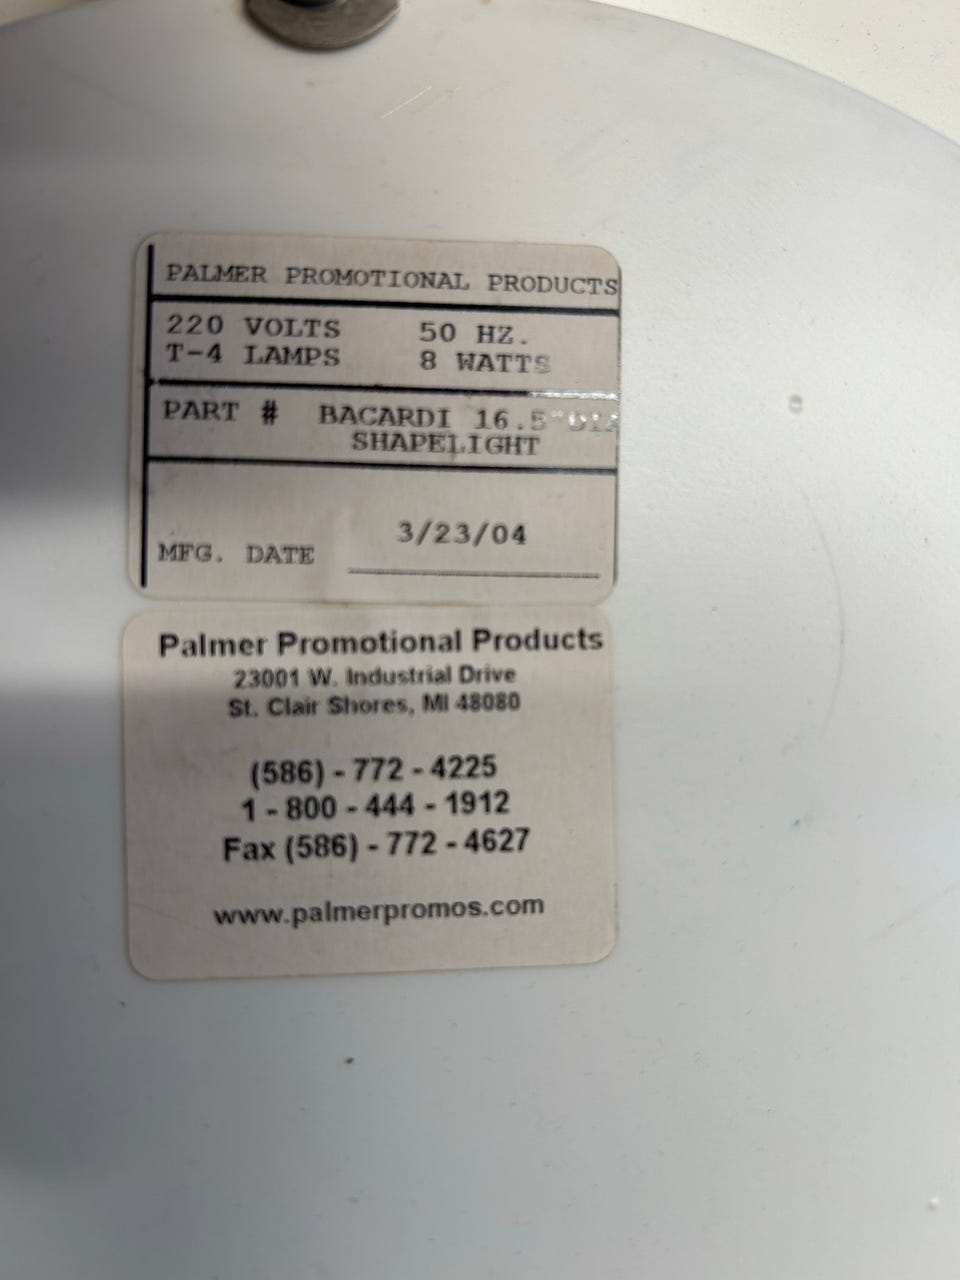 PALMER PROMOTIONAL PRODUCTS
220 VOLTS 50 HZ.
T-4 LAMPS 8 WATTS
PART # BACARDI 16.5" DIA
SHAPELIGHT
3/23/04
MFG. DATE
Palmer Promotional Products
23001 W. Industrial Drive
St. Clair Shores, MI 48080
(586) - 772 - 4225
1 - 800 - 444 - 1912
Fax (586) - 772 - 4627
www.palmerpromos.com